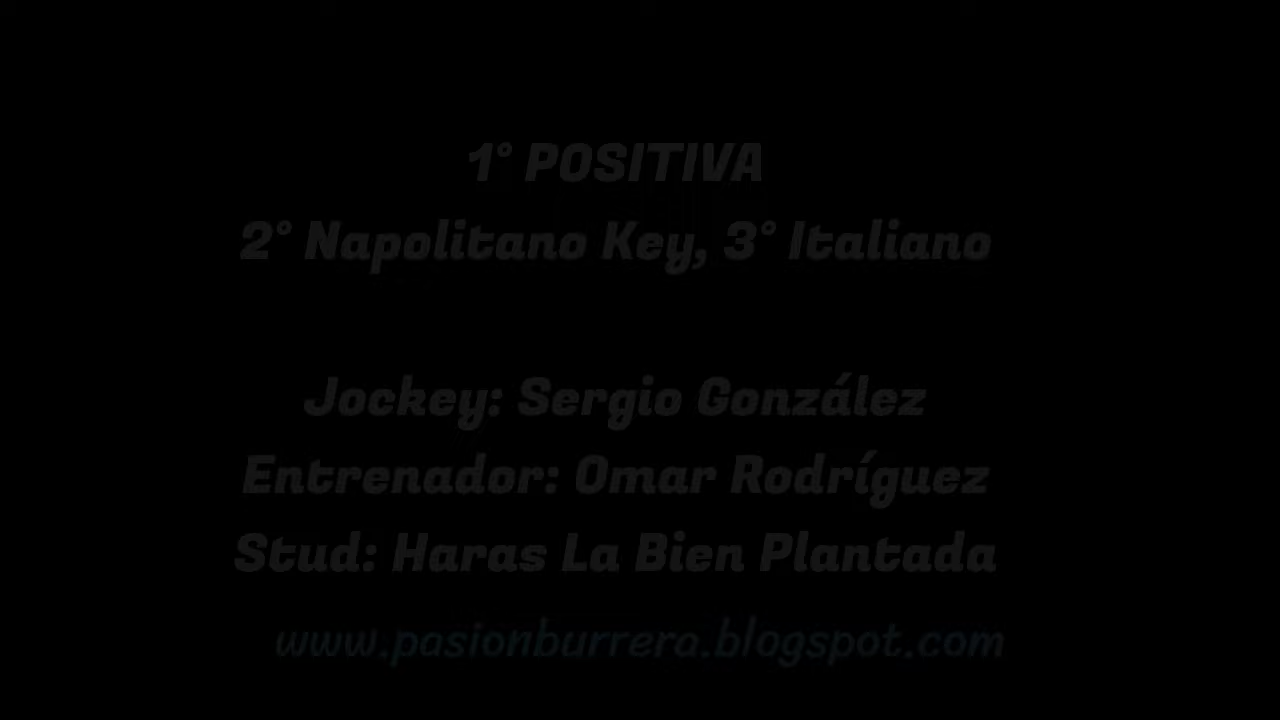 1° POSITIVA
2° Napolitano Key, 3° Italiano
Jockey: Sergio González
Entrenador: Omar Rodríguez
Stud: Haras La Bien Plantada
www.pasionburrera.blogspot.com